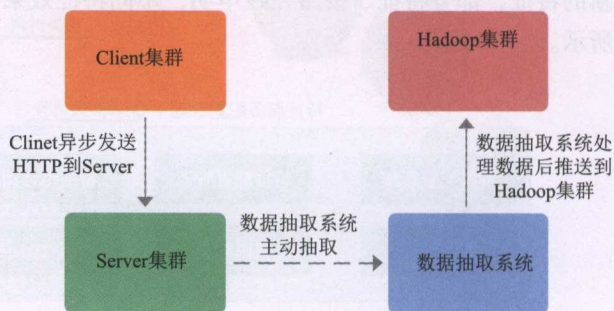 Client集群
Hadoop集群
Clinet异步发送
HTTP到Server
数据抽取系统处
理数据后推送到
Hadoop集群
数据抽取系统
主动抽取
Server集群
数据抽取系统